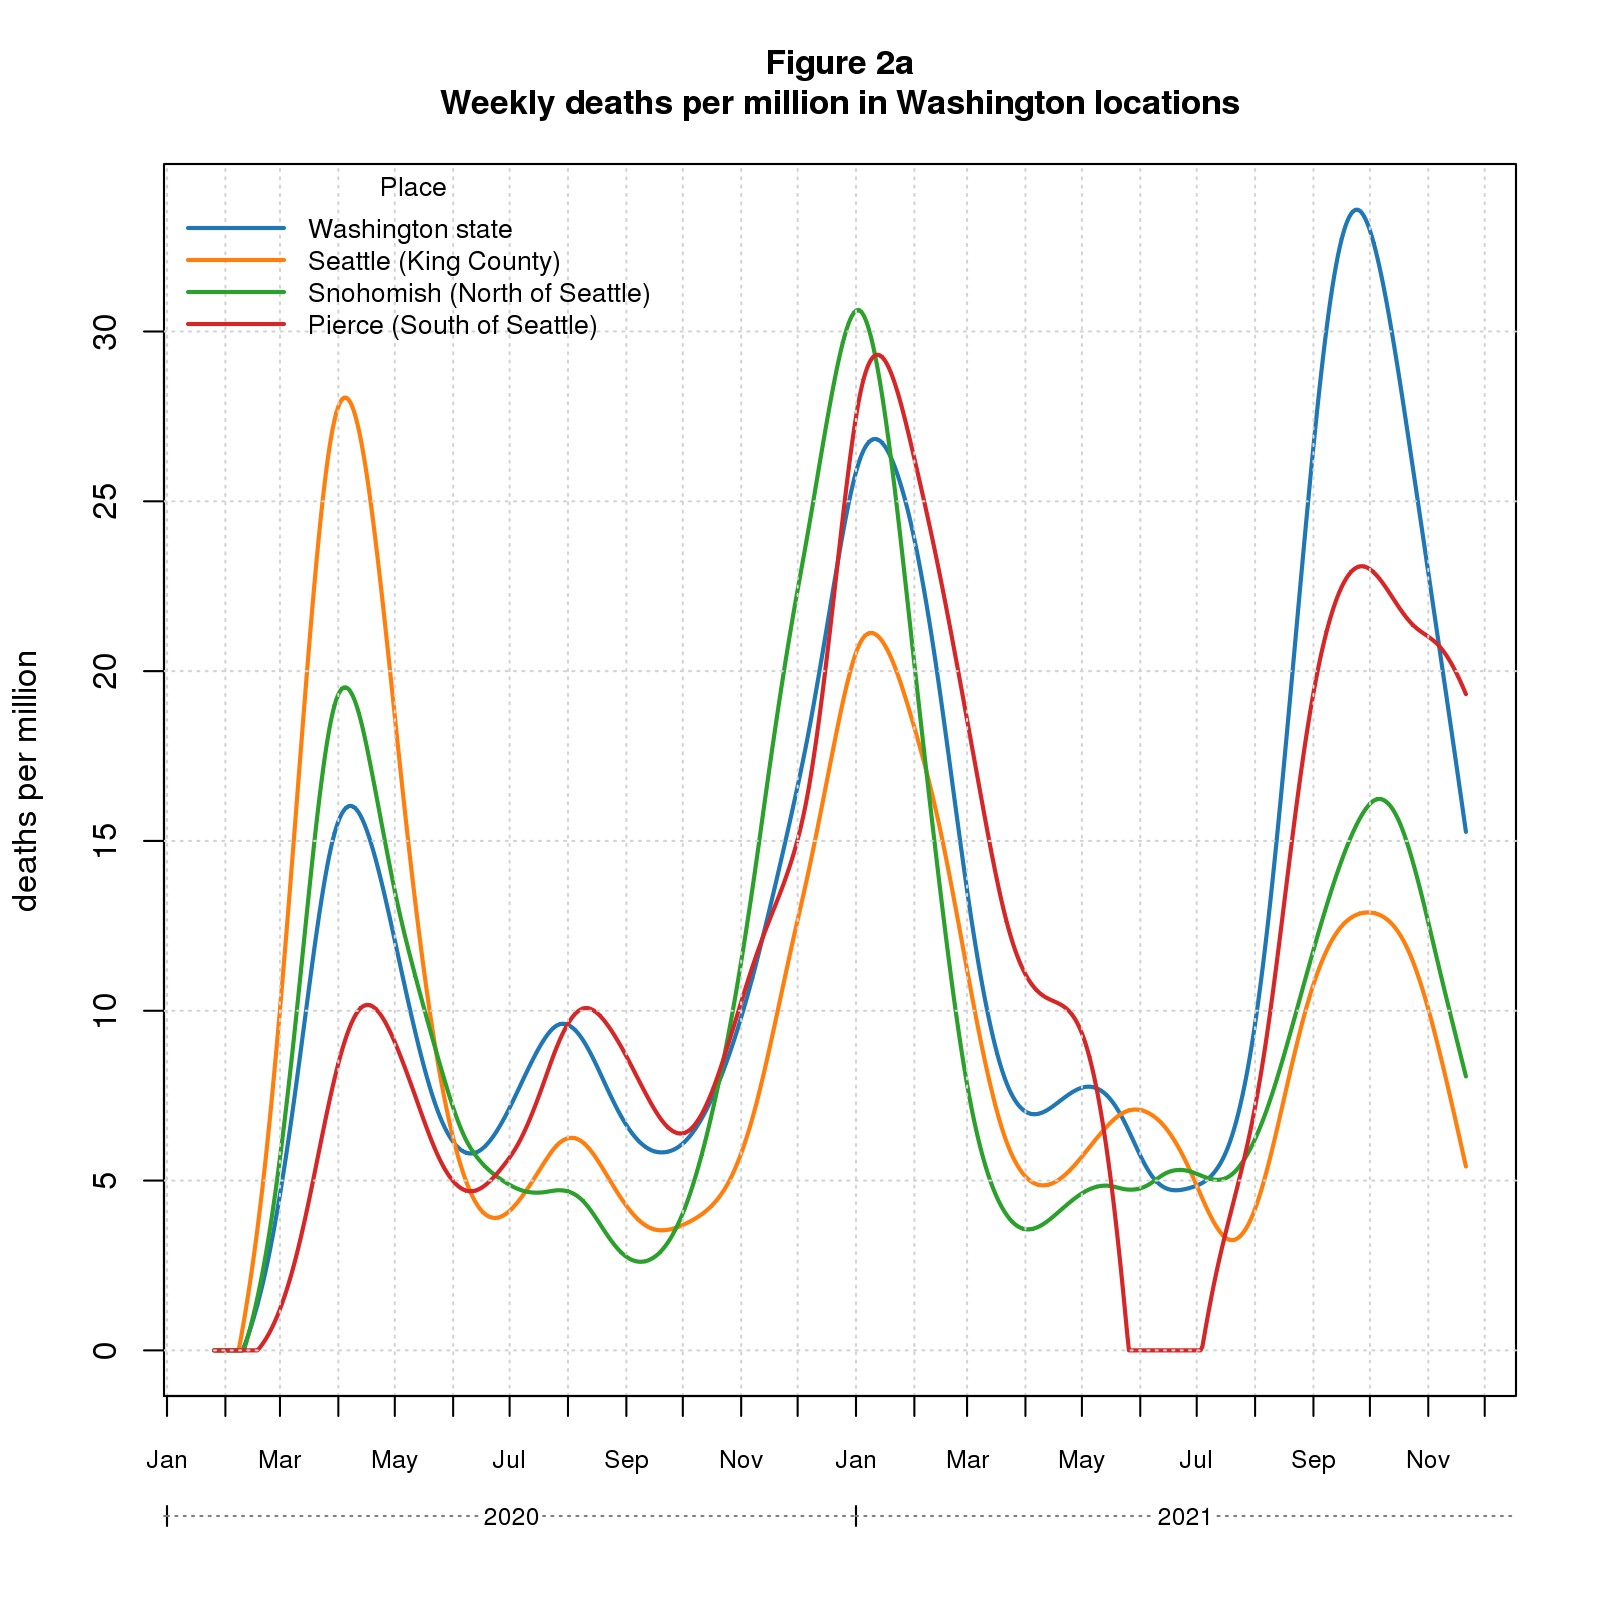 Figure 2a
Weekly deaths per million in Washington locations
Place
Washington state
Seattle (King County)
Snohomish (North of Seattle)
Pierce (South of Seattle)
deaths per million
30
25
20
15
10
5
0
Jan Mar May Jul Sep Nov Jan Mar May Jul Sep Nov
2020 2021